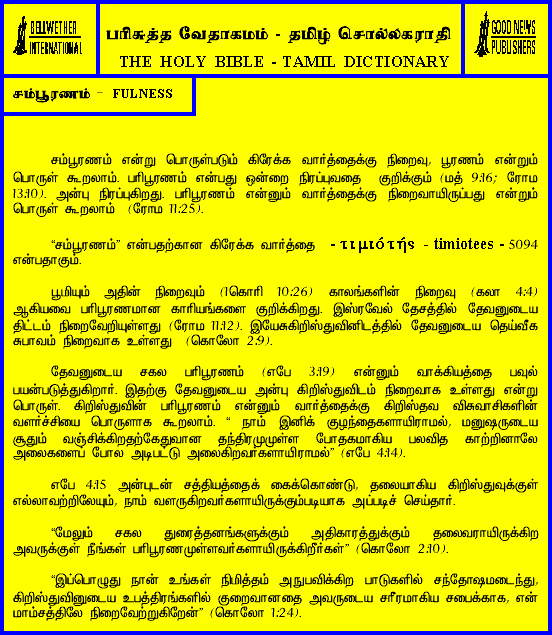 BELLWETHER
INTERNATIONAL
பரிசுத்த வேதாகமம் - தமிழ் சொல்லகராதி
THE HOLY BIBLE - TAMIL DICTIONARY
GOOD NEWS
PUBLISHERS
சம்பூரணம் - FULNESS
சம்பூரணம் என்று பொருள்படும் கிரேக்க வார்த்தைக்கு நிறைவு, பூரணம் என்றும்
பொருள் கூறலாம். பரிபூரணம் என்பது ஒன்றை நிரப்புவதை குறிக்கும் (மத் 9:16; ரோம
13:10). அன்பு நிரப்புகிறது. பரிபூரணம் என்னும் வார்த்தைக்கு நிறைவாயிருப்பது என்றும்
பொருள் கூறலாம் (ரோம 11:25).
"சம்பூரணம்" என்பதற்கான கிரேக்க வார்த்தை - τιμιότής - timiotees - 5094
என்பதாகும்.
பூமியும் அதின் நிறைவும் (1கொரி 10:26) காலங்களின் நிறைவு (கலா 4:4)
ஆகியவை பரிபூரணமான காரியங்களை குறிக்கிறது. இஸ்ரவேல் தேசத்தில் தேவனுடைய
திட்டம் நிறைவேறியுள்ளது (ரோம 11:12). இயேசுகிறிஸ்துவினிடத்தில் தேவனுடைய தெய்வீக
சுபாவம் நிறைவாக உள்ளது (கொலோ 2:9).
தேவனுடைய சகல பரிபூரணம் (எபே 3:19) என்னும் வாக்கியத்தை பவுல்
பயன்படுத்துகிறார். இதற்கு தேவனுடைய அன்பு கிறிஸ்துவிடம் நிறைவாக உள்ளது என்று
பொருள். கிறிஸ்துவின் பரிபூரணம் என்னும் வார்த்தைக்கு கிறிஸ்தவ விசுவாசிகளின்
வளர்ச்சியை பொருளாக கூறலாம். " நாம் இனிக் குழந்தைகளாயிராமல், மனுஷருடைய
சூதும் வஞ்சிக்கிறதற்கேதுவான தந்திரமுமுள்ள போதகமாகிய பலவித காற்றினாலே
அலைகளைப் போல அடிபட்டு அலைகிறவர்களாயிராமல்" (எபே 4:14).
எபே 4:15 அன்புடன் சத்தியத்தைக் கைக்கொண்டு, தலையாகிய கிறிஸ்துவுக்குள்
எல்லாவற்றிலேயும், நாம் வளருகிறவர்களாயிருக்கும்படியாக அப்படிச் செய்தார்.
"மேலும் சகல துரைத்தனங்களுக்கும் அதிகாரத்துக்கும் தலைவராயிருக்கிற
அவருக்குள் நீங்கள் பரிபூரணமுள்ளவர்களாயிருக்கிறீர்கள்" (கொலோ 2:10).
"இப்பொழுது நான் உங்கள் நிமித்தம் அநுபவிக்கிற பாடுகளில் சந்தோஷமடைந்து,
கிறிஸ்துவினுடைய உபத்திரங்களில் குறைவானதை அவருடைய சரீரமாகிய சபைக்காக, என்
மாம்சத்திலே நிறைவேற்றுகிறேன்" (கொலோ 1:24).